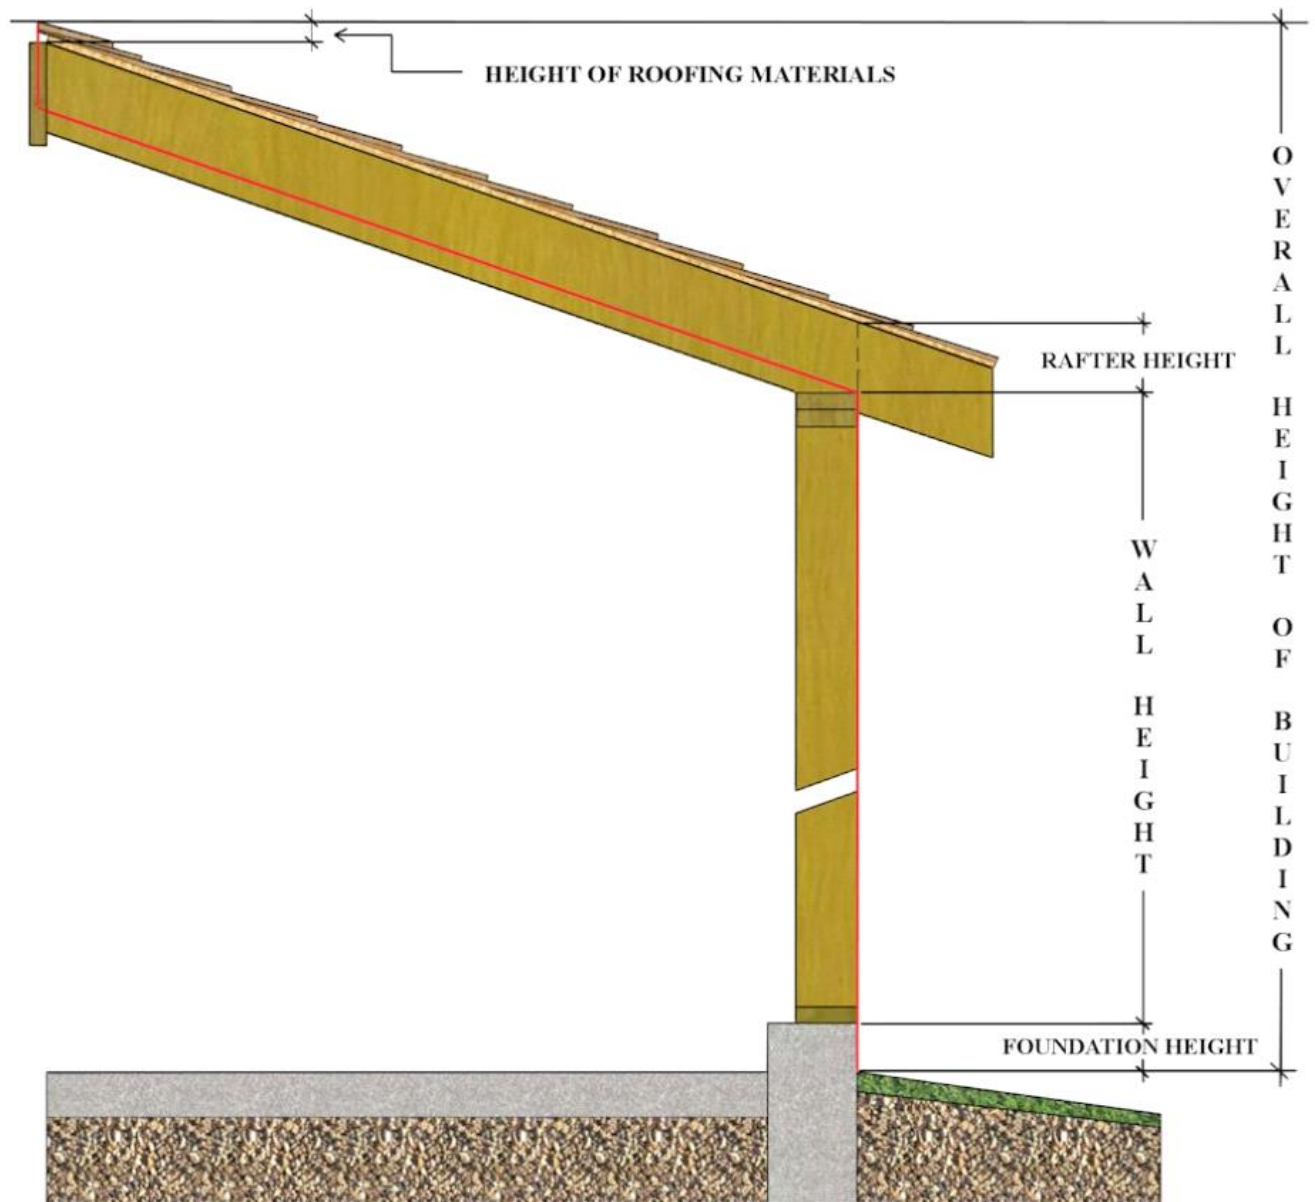 HEIGHT OF ROOFING MATERIALS
OVERALL HEIGHT OF BUILDING
RAFTER HEIGHT
WALL HEIGHT
FOUNDATION HEIGHT